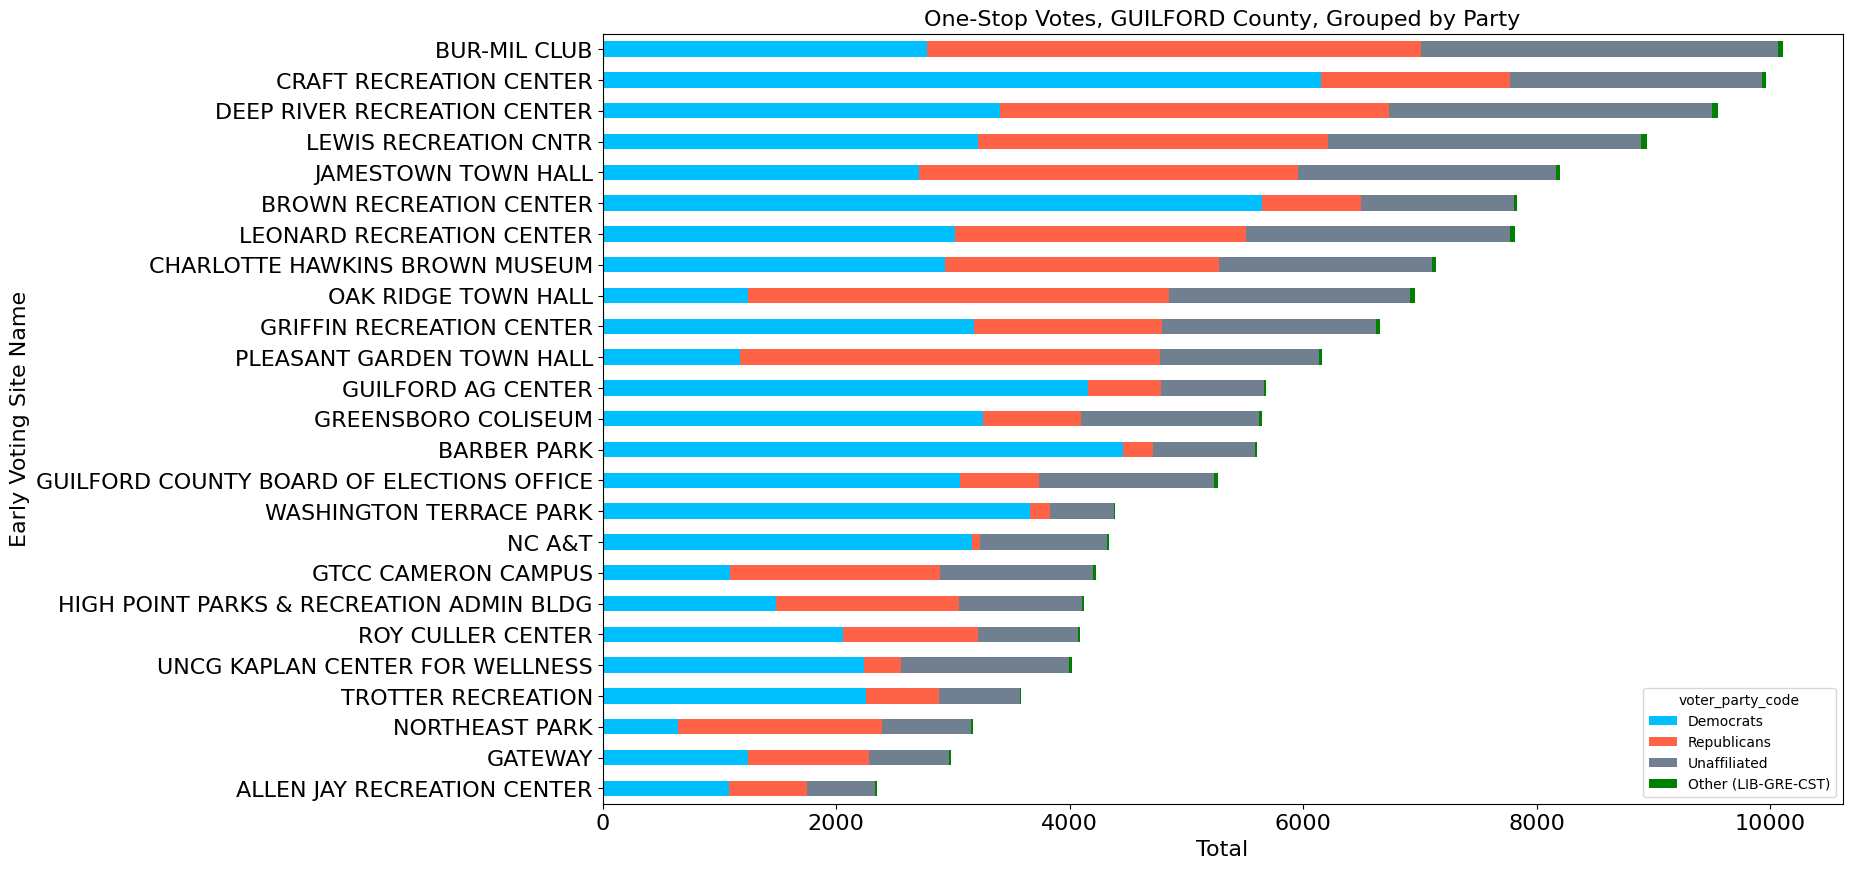 One-Stop Votes, GUILFORD County, Grouped by Party
Early Voting Site Name
BUR-MIL CLUB
CRAFT RECREATION CENTER
DEEP RIVER RECREATION CENTER
LEWIS RECREATION CNTR
JAMESTOWN TOWN HALL
BROWN RECREATION CENTER
LEONARD RECREATION CENTER
CHARLOTTE HAWKINS BROWN MUSEUM
OAK RIDGE TOWN HALL
GRIFFIN RECREATION CENTER
PLEASANT GARDEN TOWN HALL
GUILFORD AG CENTER
GREENSBORO COLISEUM
BARBER PARK
GUILFORD COUNTY BOARD OF ELECTIONS OFFICE
WASHINGTON TERRACE PARK
NC A&T
GTCC CAMERON CAMPUS
HIGH POINT PARKS & RECREATION ADMIN BLDG
ROY CULLER CENTER
UNCG KAPLAN CENTER FOR WELLNESS
TROTTER RECREATION
NORTHEAST PARK
GATEWAY
ALLEN JAY RECREATION CENTER
voter_party_code
Democrats
Republicans
Unaffiliated
Other (LIB-GRE-CST)
0 2000 4000 6000 8000 10000
Total